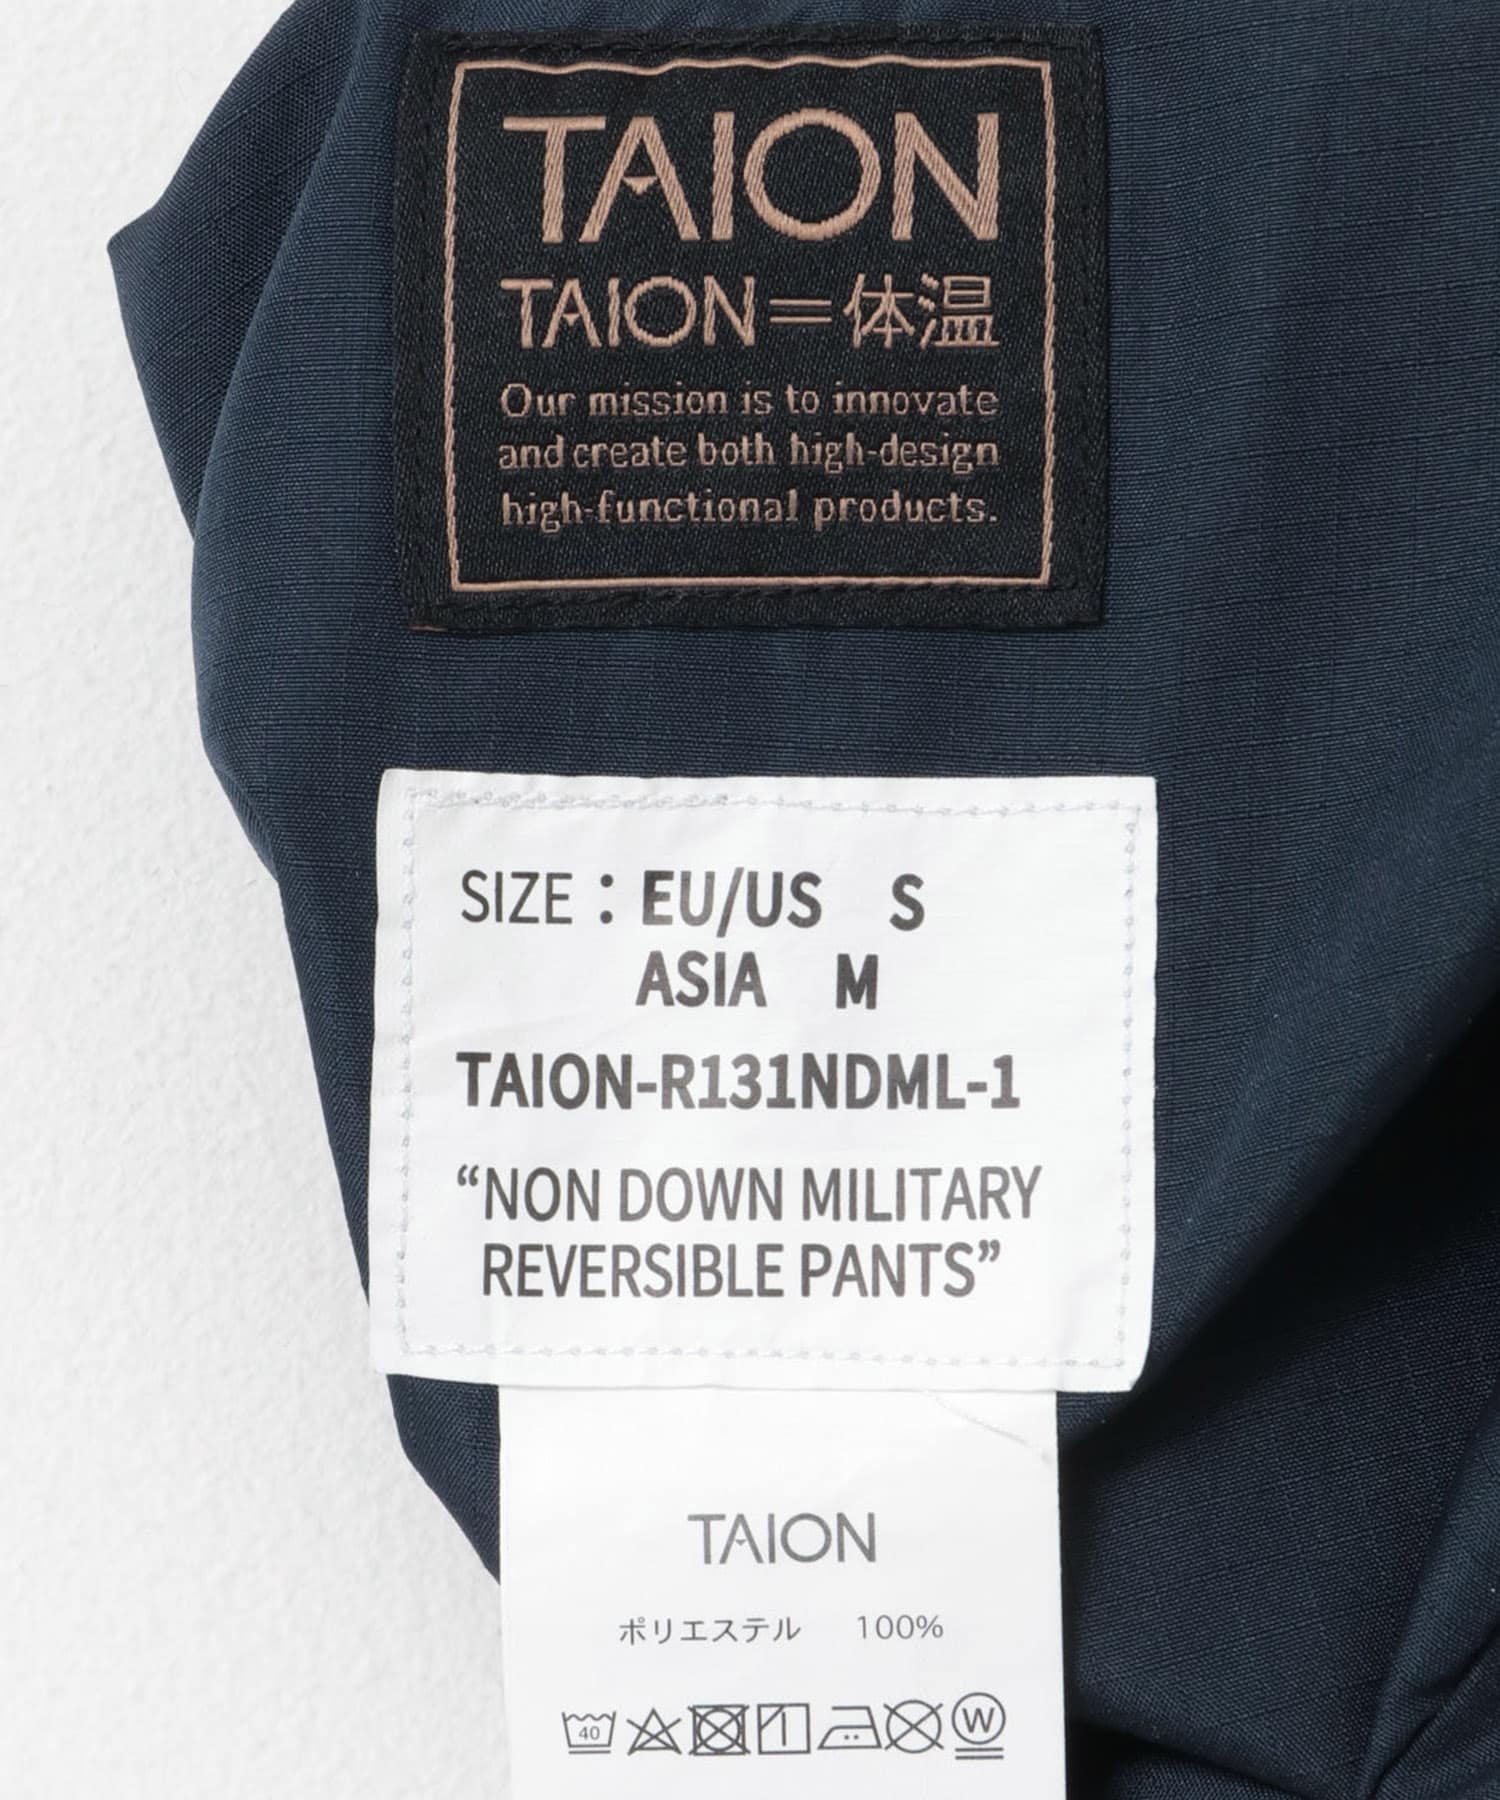 TAION
TAION=体温
Our mission is to innovate
and create both high-design
high-functional products.
SIZE : EU/US S
ASIA M
TAION-R131NDML-1
“NON DOWN MILITARY
REVERSIBLE PANTS”
TAION
ポリエステル 100%
40 W